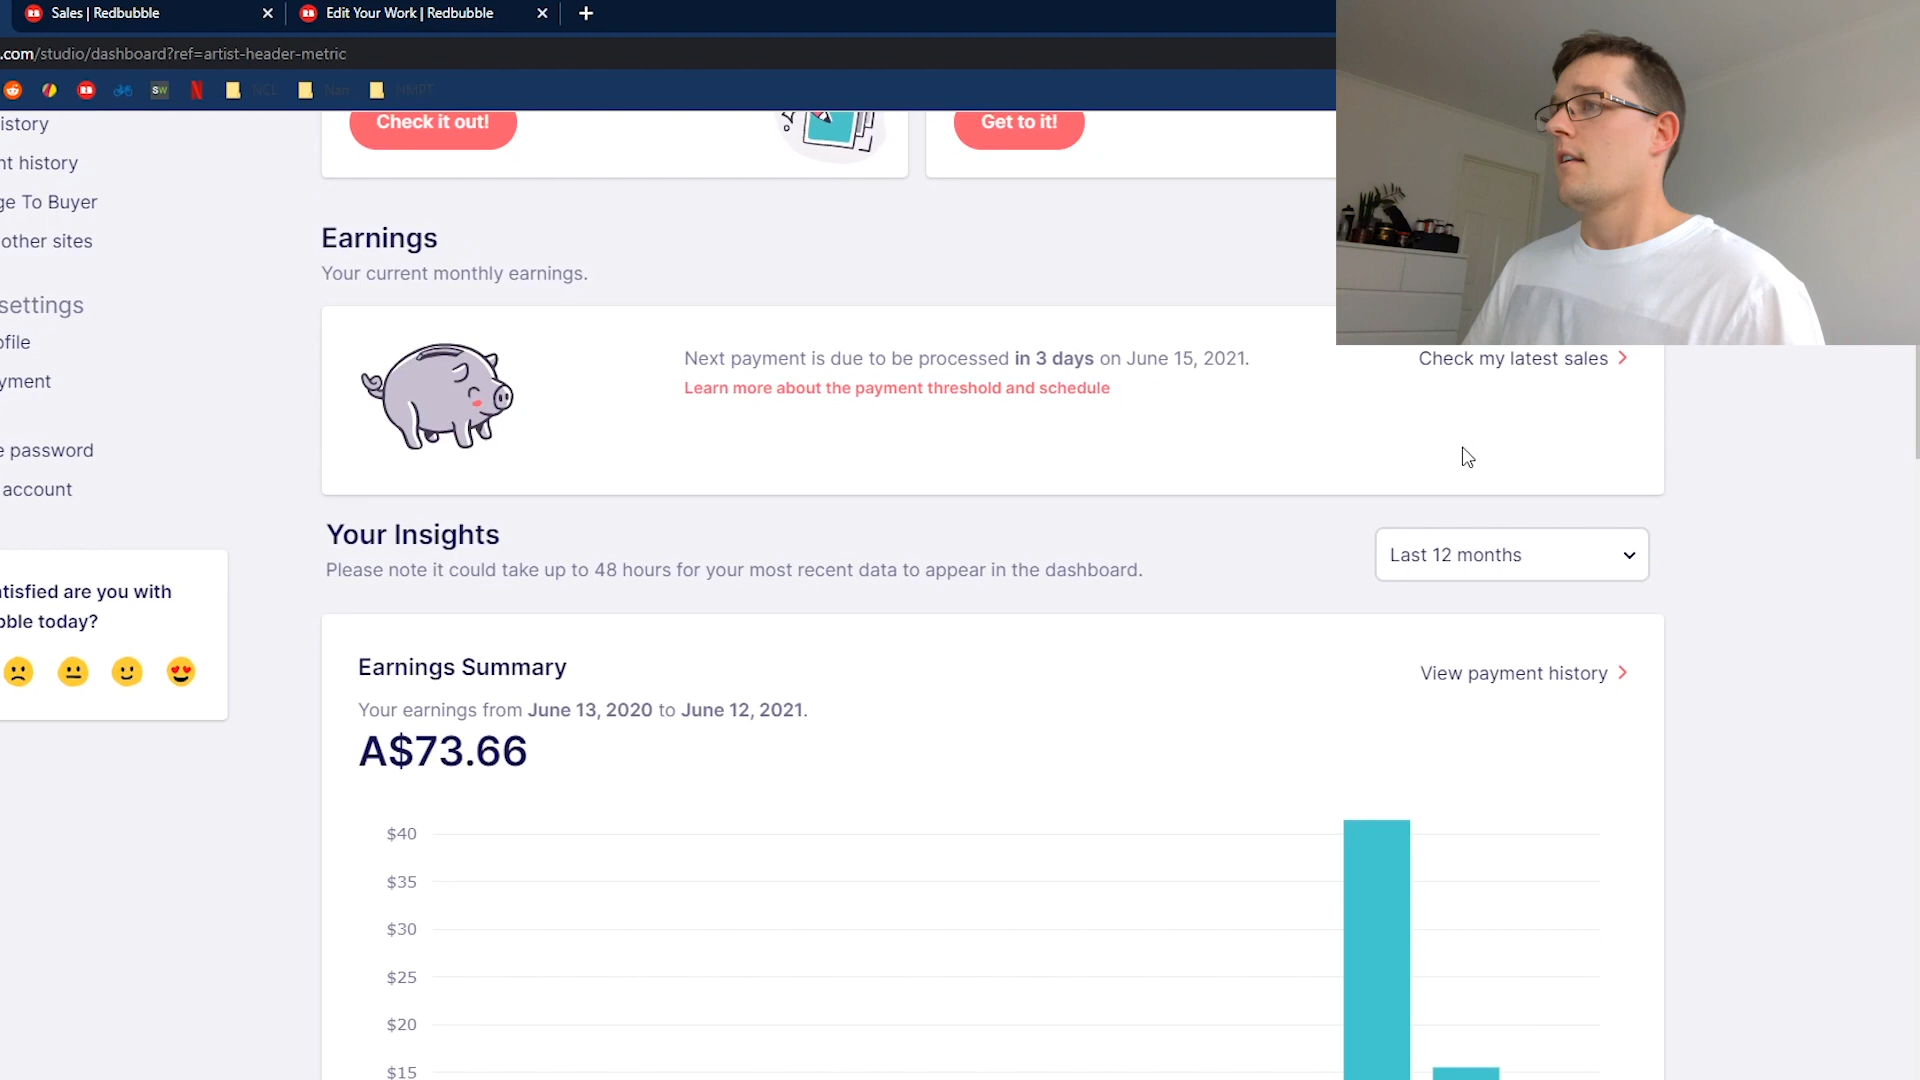 Sales | Redbubble
Edit Your Work | Redbubble
.com/studio/dashboard?ref=artist-header-metric
SW
NCL
Nan
NMPT
istory
Check it out!
Get to it!
nt history
ge To Buyer
other sites
settings
ofile
yment
e password
account
Earnings
Your current monthly earnings.
Next payment is due to be processed in 3 days on June 15, 2021.
Check my latest sales
Learn more about the payment threshold and schedule
Your Insights
Last 12 months
Please note it could take up to 48 hours for your most recent data to appear in the dashboard.
tisfied are you with
bble today?
Earnings Summary
View payment history
Your earnings from June 13, 2020 to June 12, 2021.
A$73.66
$40
$35
$30
$25
$20
$15